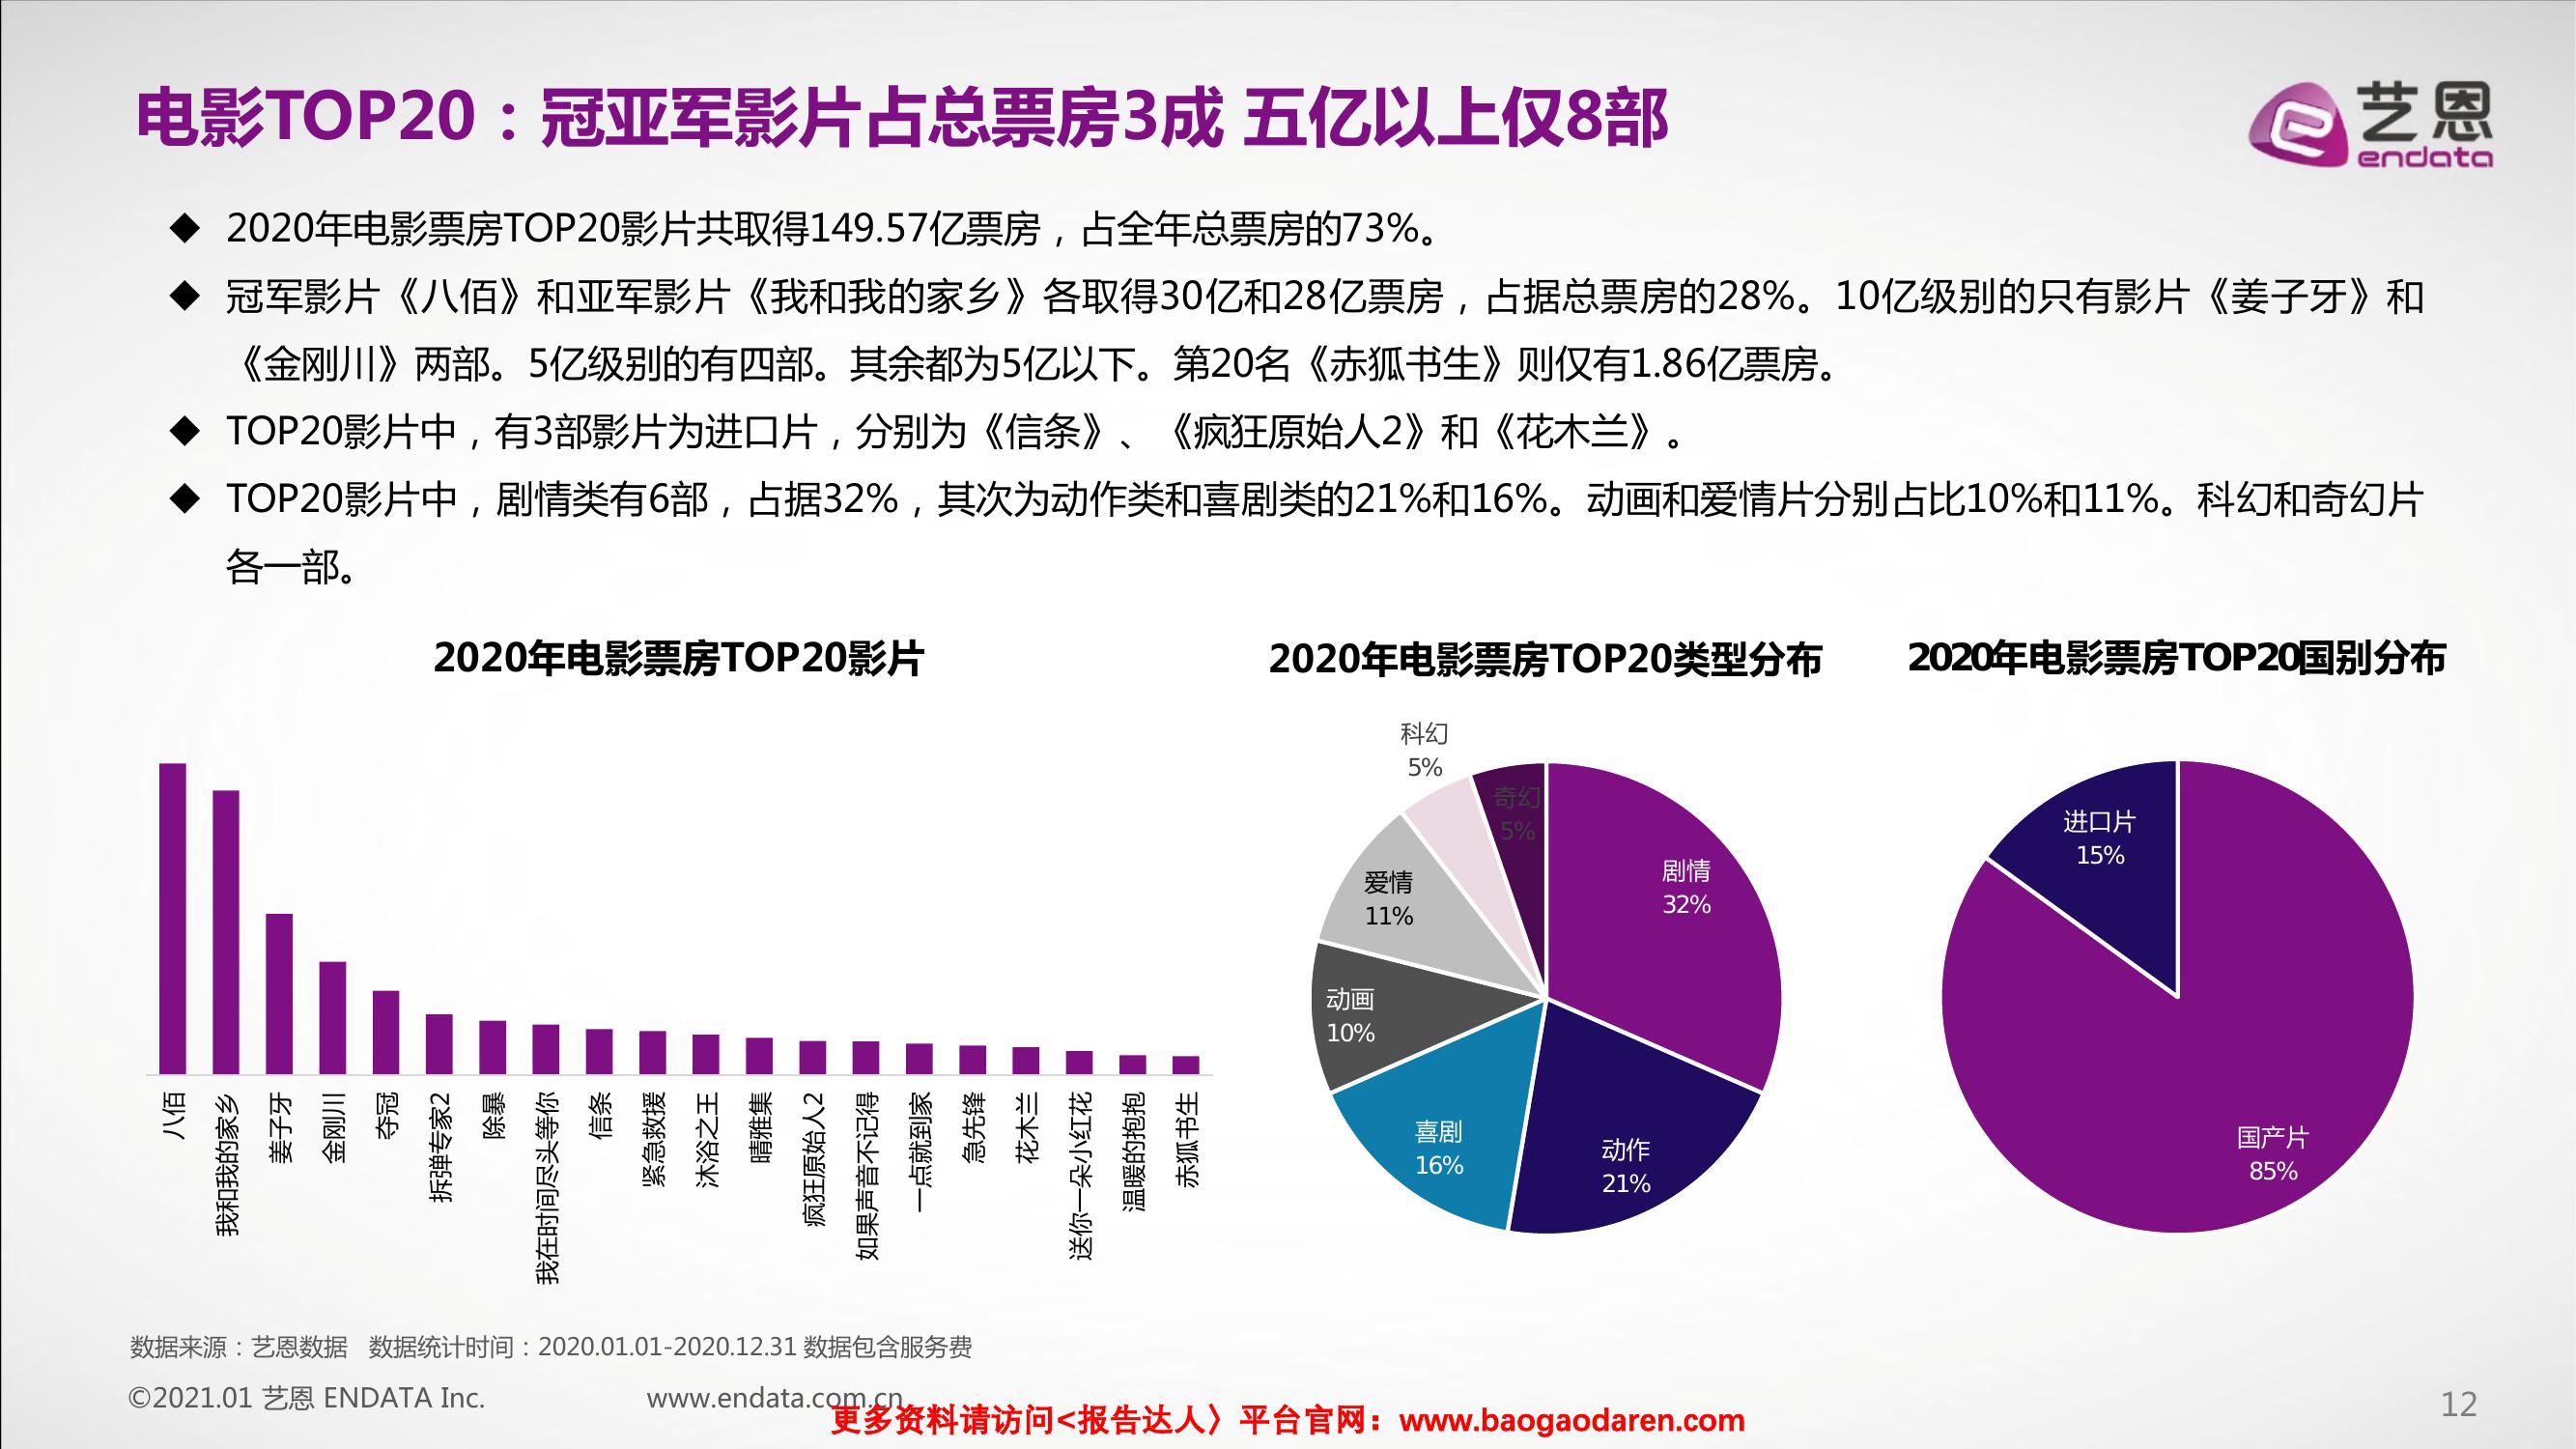 电影TOP20：冠亚军影片占总票房3成 五亿以上仅8部
艺恩
endata
◆ 2020年电影票房TOP20影片共取得149.57亿票房，占全年总票房的73%。
◆ 冠军影片《八佰》和亚军影片《我和我的家乡》各取得30亿和28亿票房，占据总票房的28%。10亿级别的只有影片《姜子牙》和
《金刚川》两部。5亿级别的有四部。其余都为5亿以下。第20名《赤狐书生》则仅有1.86亿票房。
◆ TOP20影片中，有3部影片为进口片，分别为《信条》、《疯狂原始人2》和《花木兰》。
◆ TOP20影片中，剧情类有6部，占据32%，其次为动作类和喜剧类的21%和16%。动画和爱情片分别占比10%和11%。科幻和奇幻片
各一部。
2020年电影票房TOP20影片
八佰
我和我的家乡
姜子牙
金刚川
夺冠
拆弹专家2
除暴
我在时间尽头等你
信条
紧急救援
沐浴之王
晴雅集
疯狂原始人2
如果声音不记得
一点就到家
急先锋
花木兰
送你一朵小红花
温暖的抱抱
赤狐书生
2020年电影票房TOP20类型分布
科幻
5%
奇幻
5%
剧情
32%
爱情
11%
动画
10%
喜剧
16%
动作
21%
2020年电影票房TOP20国别分布
进口片
15%
国产片
85%
数据来源：艺恩数据 数据统计时间：2020.01.01-2020.12.31 数据包含服务费
©2021.01 艺恩 ENDATA Inc.
www.endata.com.cn
更多资料请访问<报告达人〉平台官网：www.baogaodaren.com
12